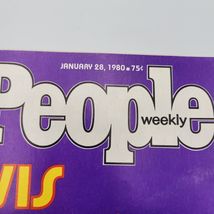 JANUARY 28, 1980 • 75¢
People
weekly
VIS